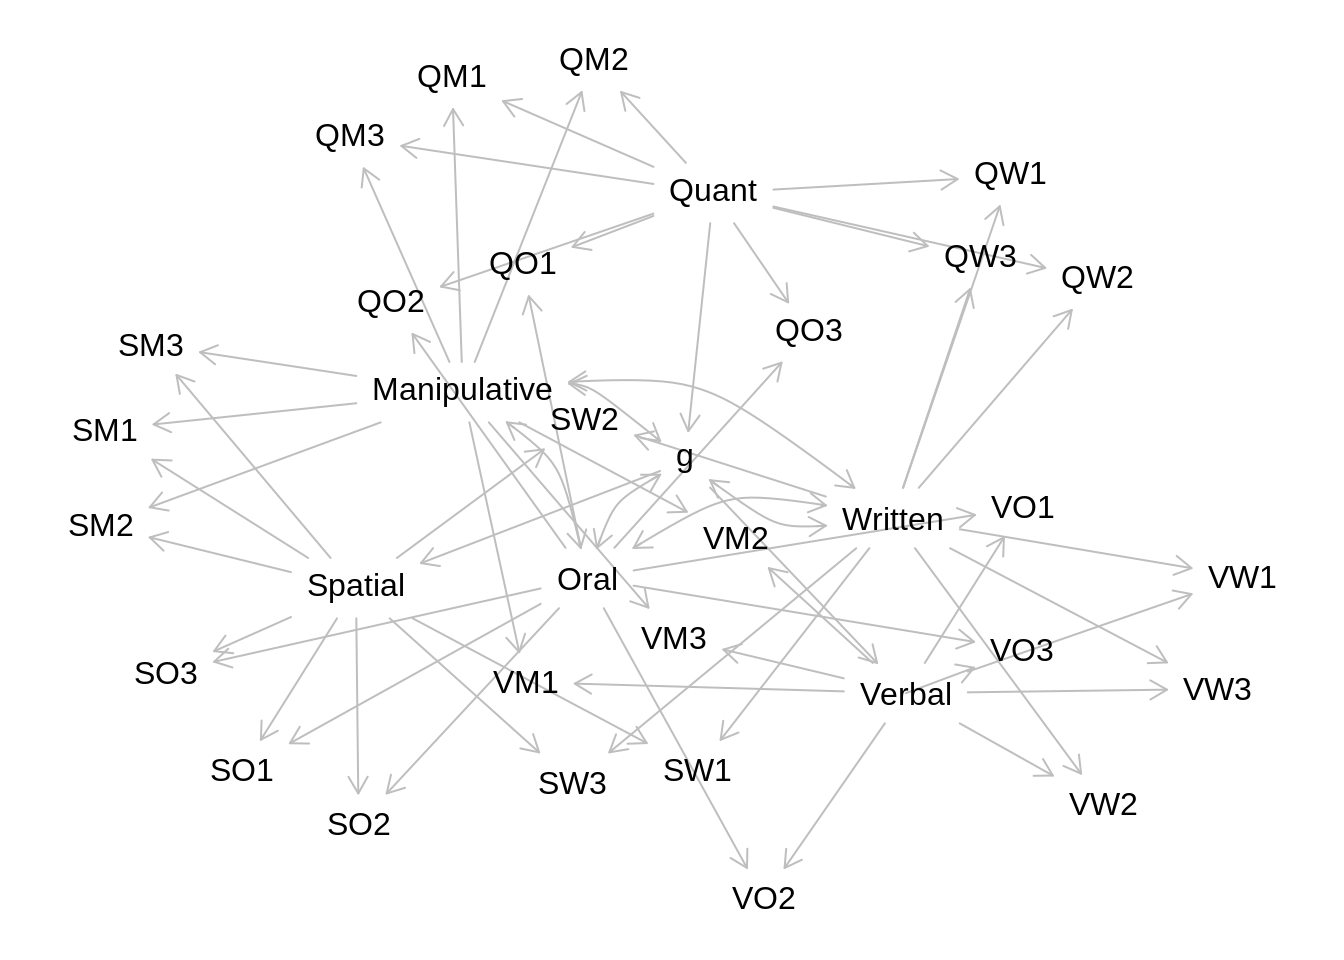 QM2
QM1
QM3
QW1
Quant
QW3
QO1
QW2
QO2
QO3
SM3
Manipulative
SW2
SM1
g
VO1
Written
SM2
VM2
VW1
Oral
Spatial
VM3
VO3
SO3
VM1
VW3
Verbal
SO1
SW1
SW3
VW2
SO2
VO2